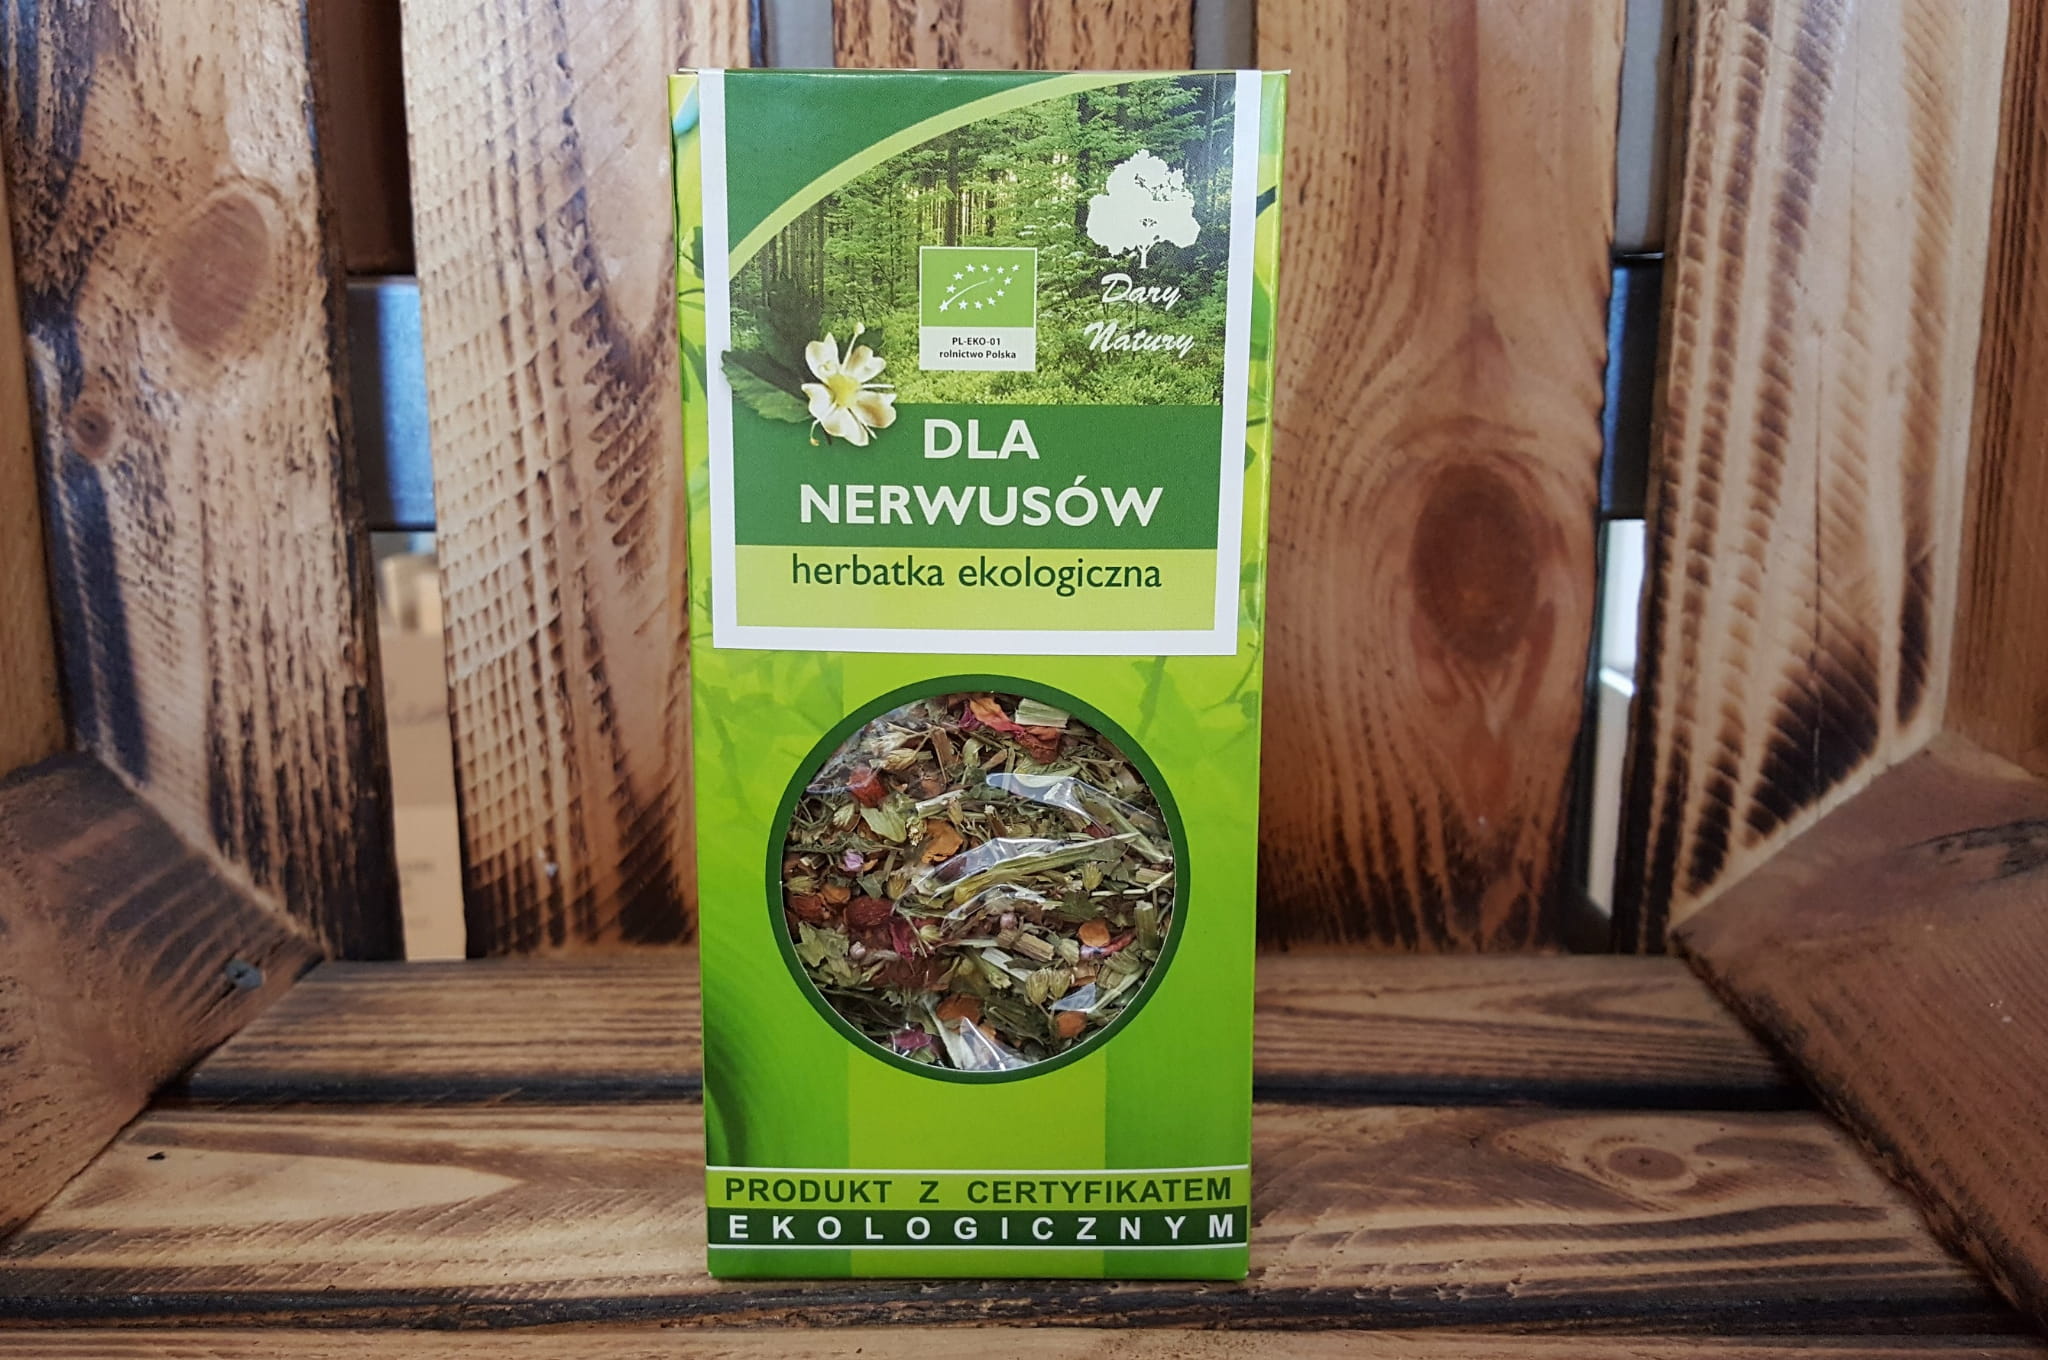 Dary
Natury
PL-EKO-01
rolnictwo Polska
DLA
NERWUSÓW
herbatka ekologiczna
PRODUKT Z CERTYFIKATEM
EKOLOGICZNYM